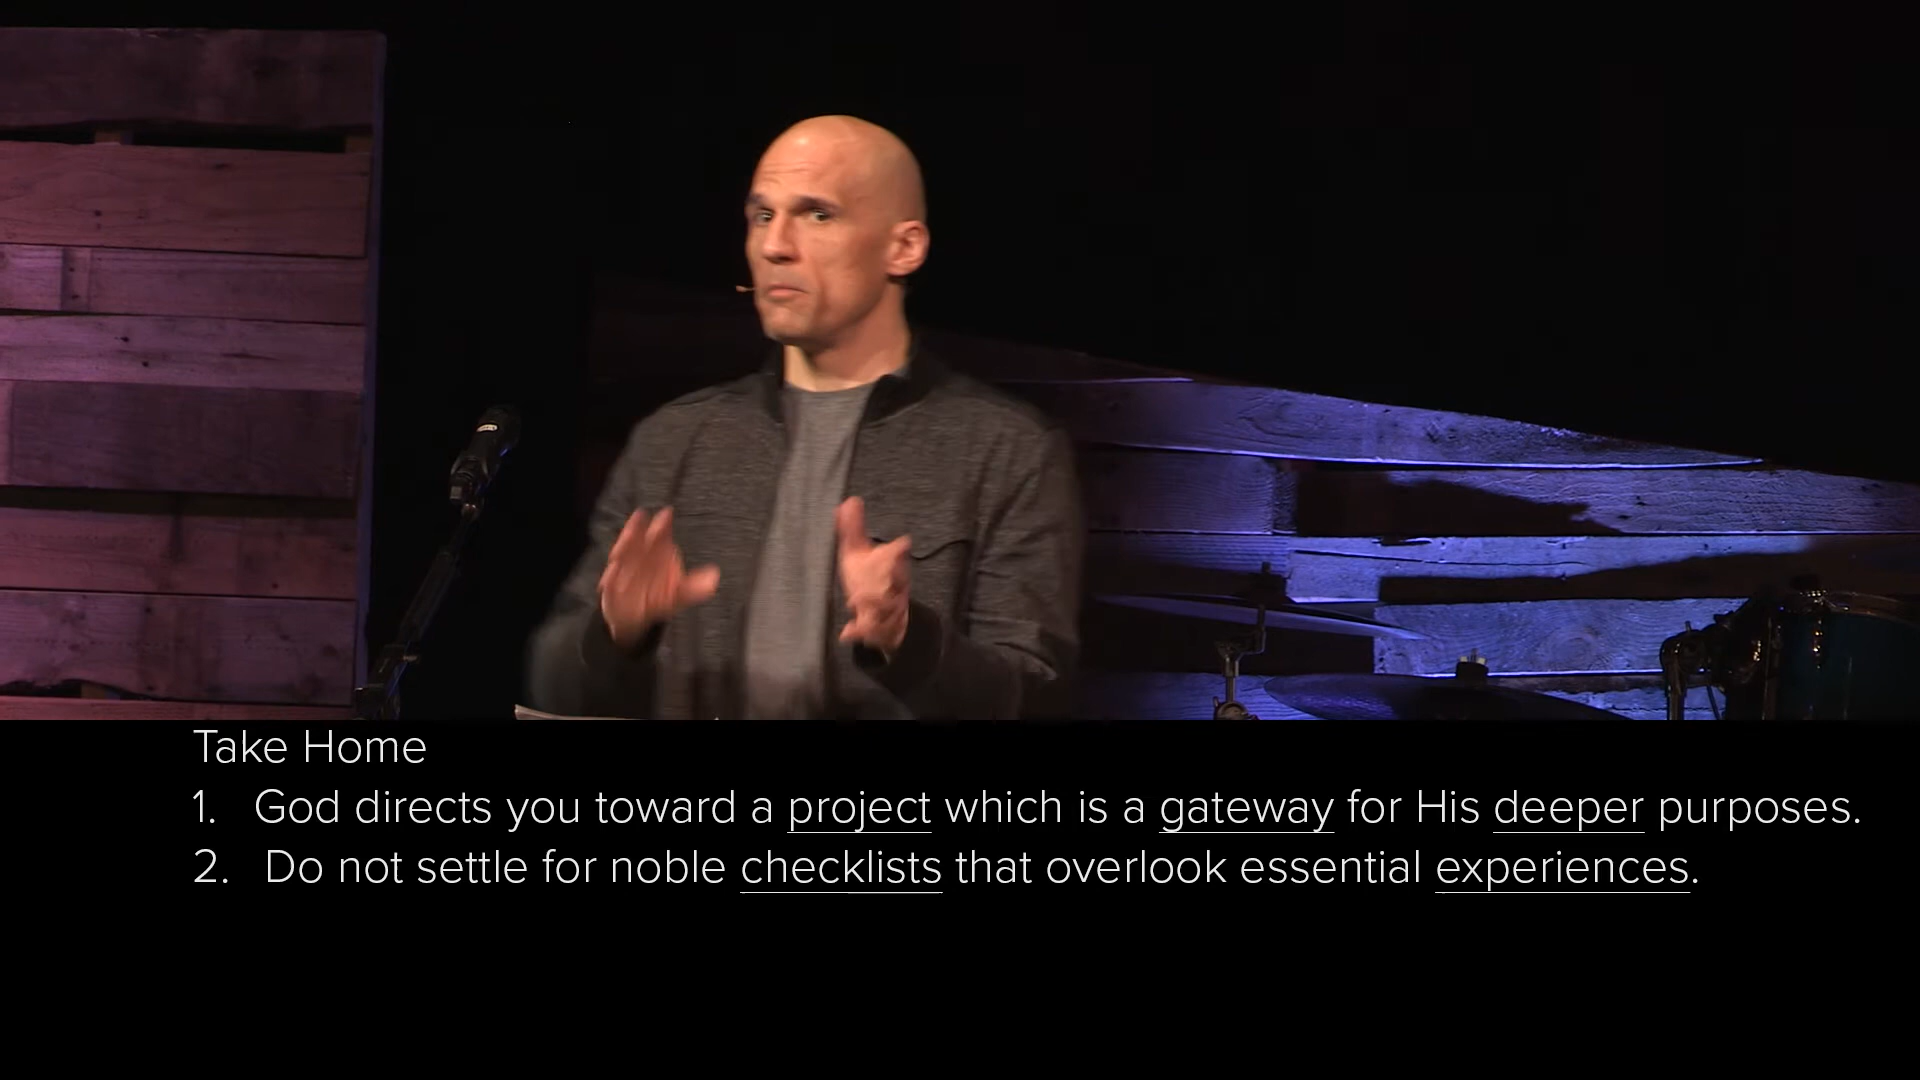 Take Home
1. God directs you toward a project which is a gateway for His deeper purposes.
2. Do not settle for noble checklists that overlook essential experiences.